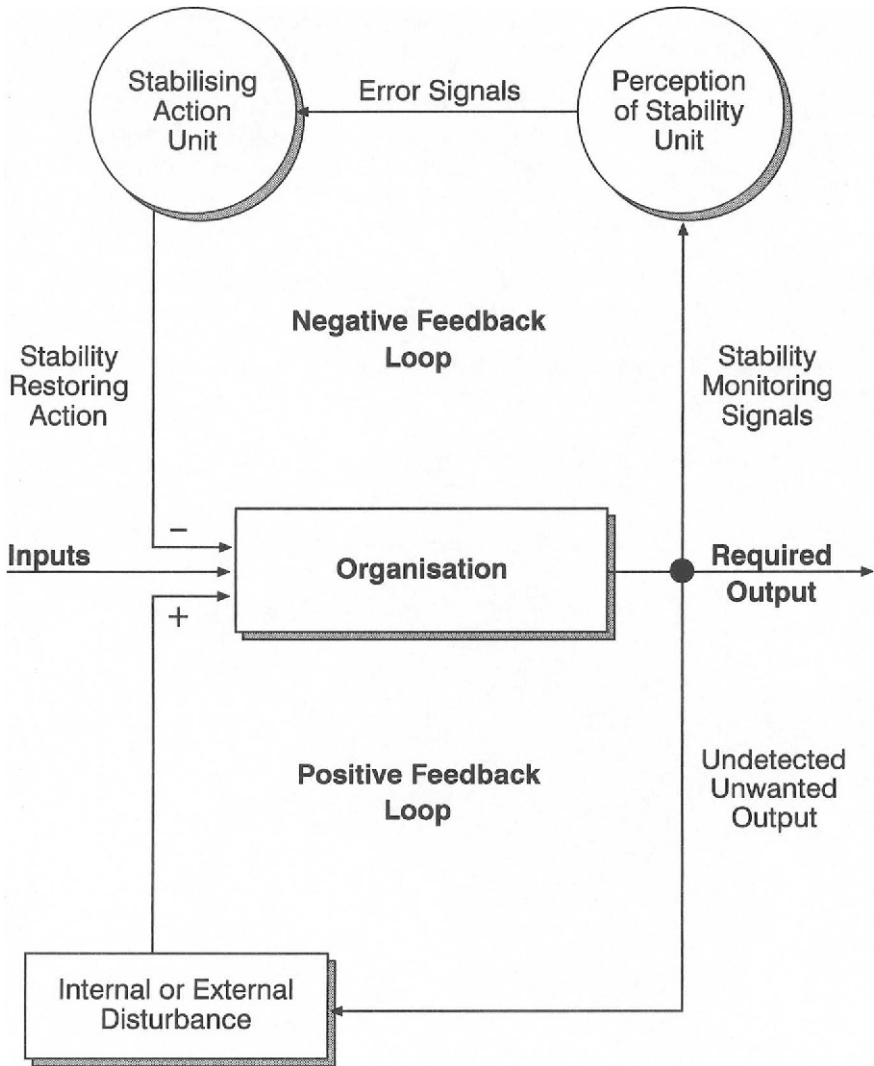 Stabilising
Action
Unit
Error Signals
Perception
of Stability
Unit
Negative Feedback
Loop
Stability
Restoring
Action
Stability
Monitoring
Signals
−
Inputs
Organisation
Required
Output
+
Positive Feedback
Loop
Undetected
Unwanted
Output
Internal or External
Disturbance